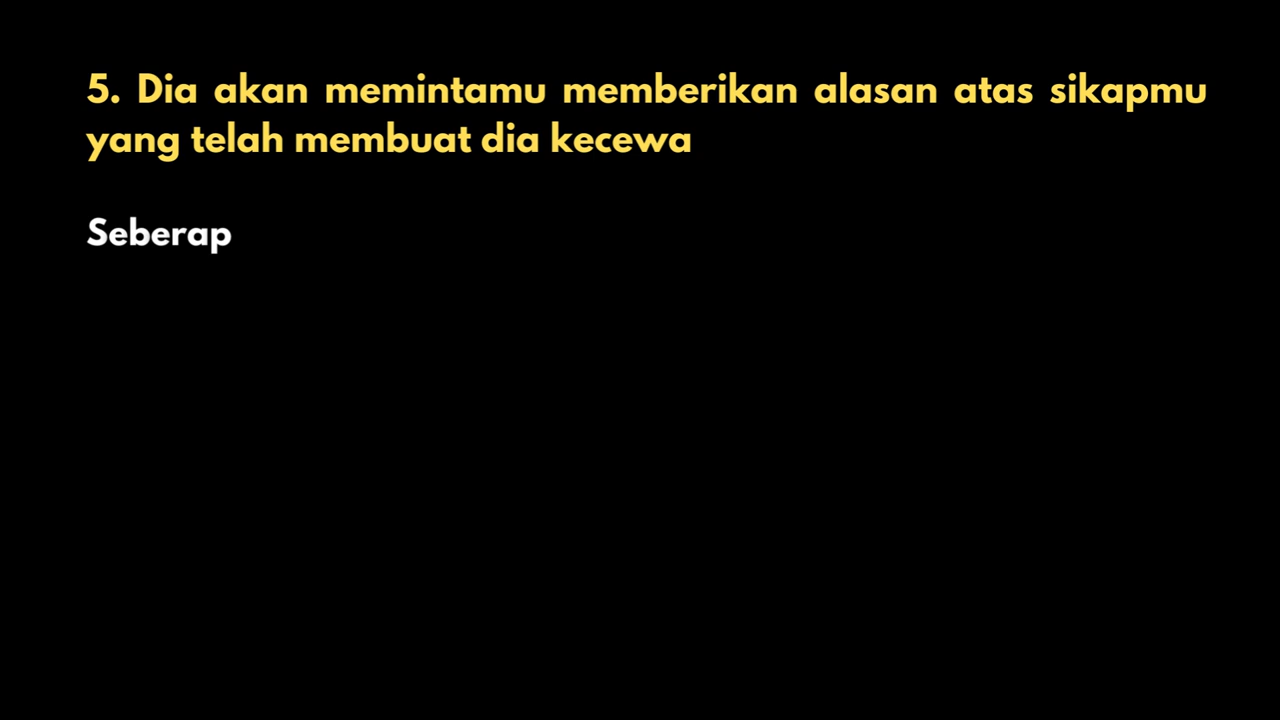 5. Dia akan memintamu memberikan alasan atas sikapmu
yang telah membuat dia kecewa
Seberap